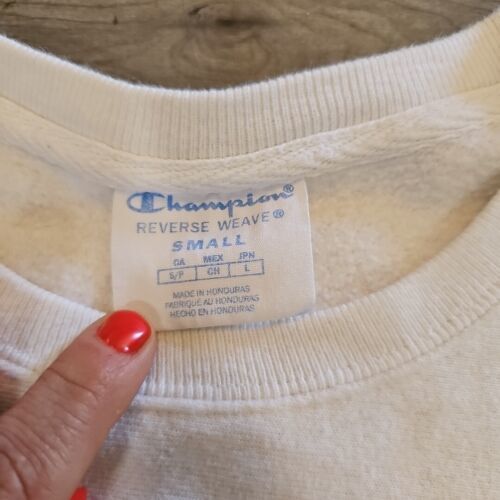 Champion®
REVERSE WEAVE®
SMALL
CA MEX JPN
S/P CH L
MADE IN HONDURAS
FABRIQUÉ AU HONDURAS
HECHO EN HONDURAS